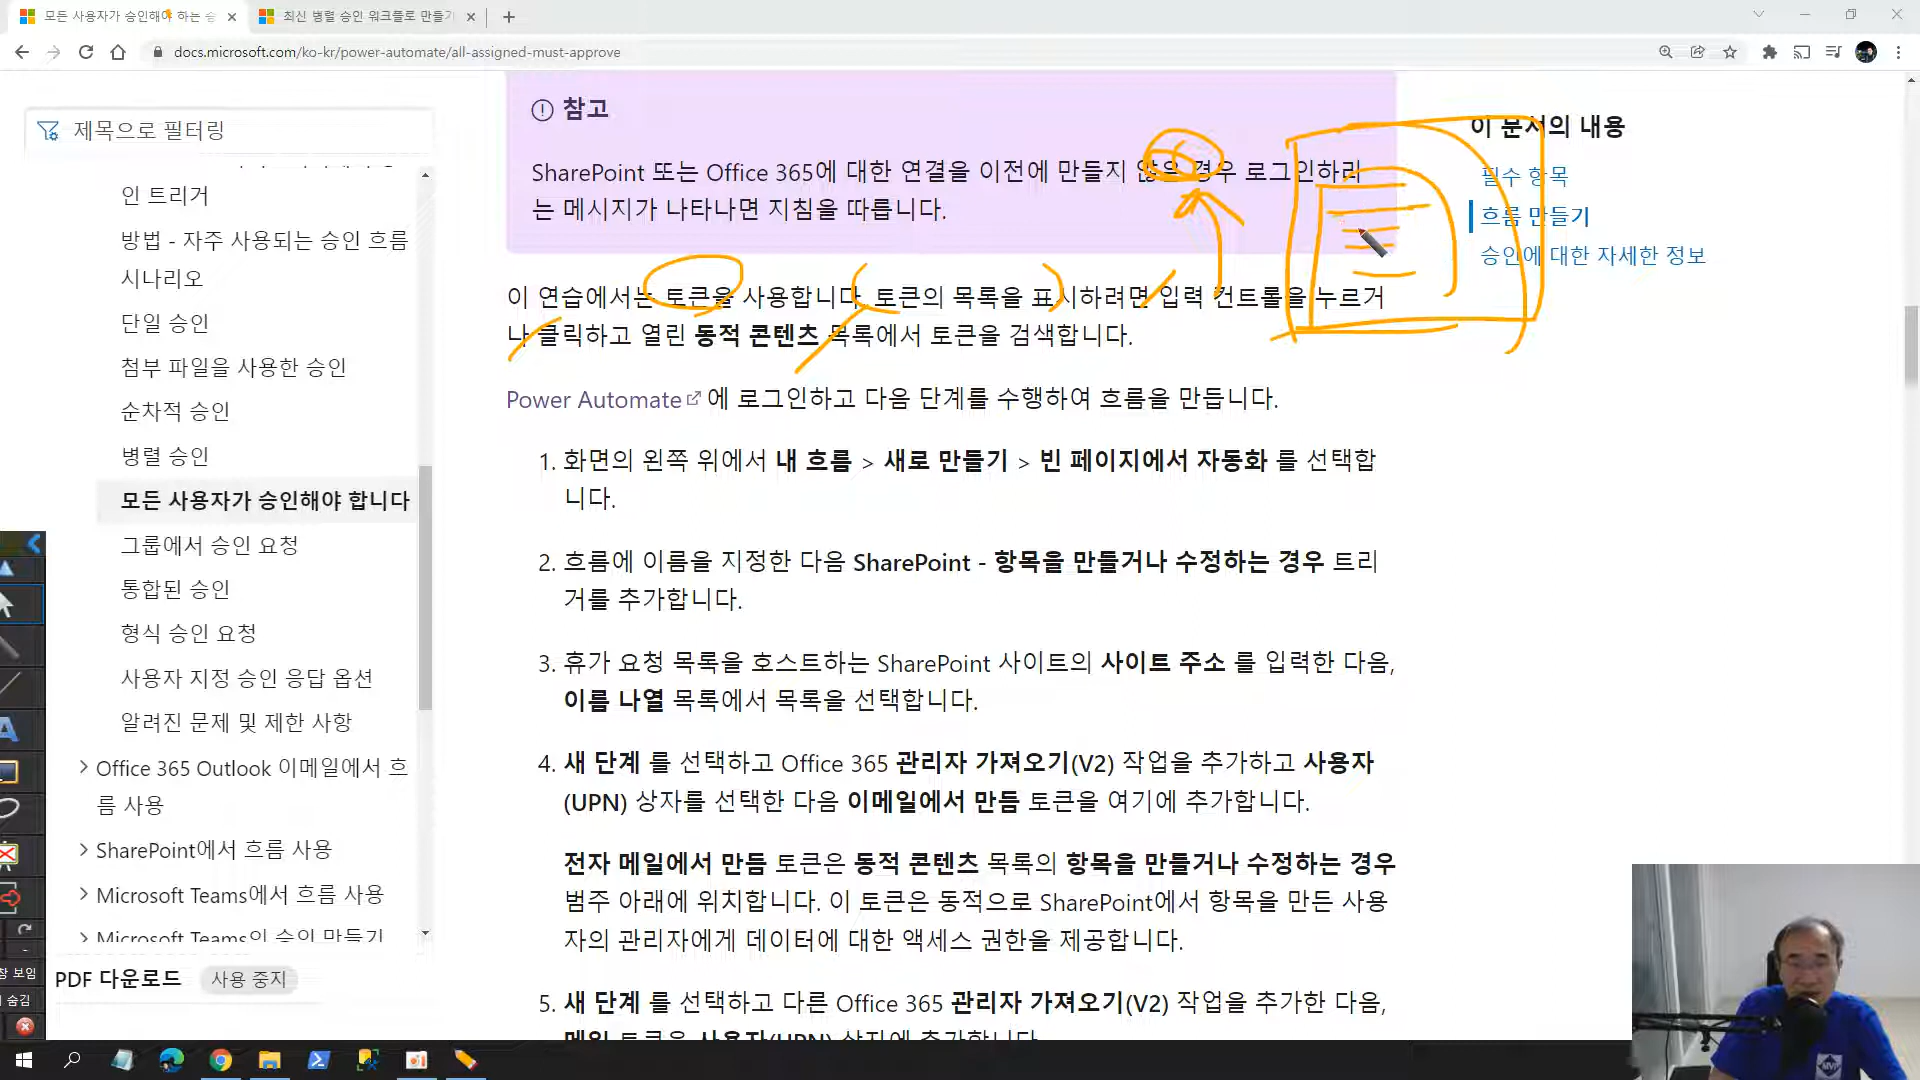 모든 사용자가 승인해야 하는 승
최신 병렬 승인 워크플로 만들기
docs.microsoft.com/ko-kr/power-automate/all-assigned-must-approve
제목으로 필터링
인 트리거
방법 - 자주 사용되는 승인 흐름
시나리오
단일 승인
첨부 파일을 사용한 승인
순차적 승인
병렬 승인
모든 사용자가 승인해야 합니다
그룹에서 승인 요청
통합된 승인
형식 승인 요청
사용자 지정 승인 응답 옵션
알려진 문제 및 제한 사항
Office 365 Outlook 이메일에서 흐
름 사용
SharePoint에서 흐름 사용
Microsoft Teams에서 흐름 사용
Microsoft Teams의 승인 만들기
PDF 다운로드
사용 중지
참고
SharePoint 또는 Office 365에 대한 연결을 이전에 만들지 않은 경우 로그인하라
는 메시지가 나타나면 지침을 따릅니다.
이 연습에서는 토큰을 사용합니다. 토큰의 목록을 표시하려면 입력 컨트롤을 누르거
나 클릭하고 열린 동적 콘텐츠 목록에서 토큰을 검색합니다.
Power Automate 에 로그인하고 다음 단계를 수행하여 흐름을 만듭니다.
1. 화면의 왼쪽 위에서 내 흐름 > 새로 만들기 > 빈 페이지에서 자동화 를 선택합
니다.
2. 흐름에 이름을 지정한 다음 SharePoint - 항목을 만들거나 수정하는 경우 트리
거를 추가합니다.
3. 휴가 요청 목록을 호스트하는 SharePoint 사이트의 사이트 주소 를 입력한 다음,
이름 나열 목록에서 목록을 선택합니다.
4. 새 단계 를 선택하고 Office 365 관리자 가져오기(V2) 작업을 추가하고 사용자
(UPN) 상자를 선택한 다음 이메일에서 만듦 토큰을 여기에 추가합니다.
전자 메일에서 만듦 토큰은 동적 콘텐츠 목록의 항목을 만들거나 수정하는 경우
범주 아래에 위치합니다. 이 토큰은 동적으로 SharePoint에서 항목을 만든 사용
자의 관리자에게 데이터에 대한 액세스 권한을 제공합니다.
5. 새 단계 를 선택하고 다른 Office 365 관리자 가져오기(V2) 작업을 추가한 다음,
메일 토큰을 사용자(UPN) 상자에 추가합니다.
이 문서의 내용
필수 항목
흐름 만들기
승인에 대한 자세한 정보
창 보임
숨김
MVP